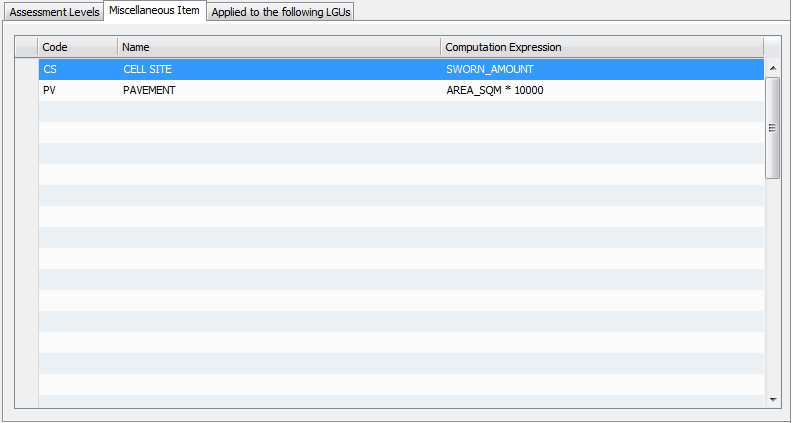 Assessment Levels Miscellaneous Item Applied to the following LGUs
Code Name Computation Expression
CS CELL SITE SWORN_AMOUNT
PV PAVEMENT AREA_SQM * 10000